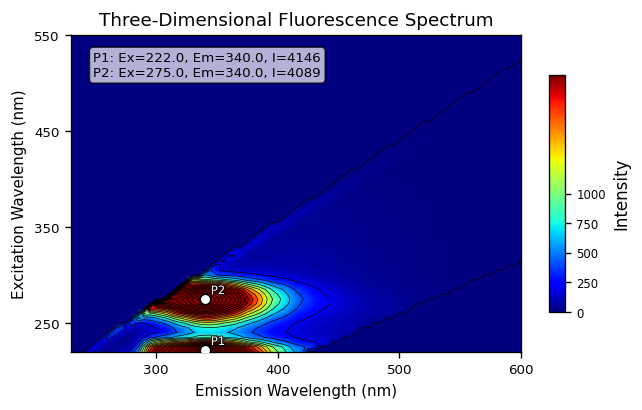 Three-Dimensional Fluorescence Spectrum
P1: Ex=222.0, Em=340.0, I=4146
P2: Ex=275.0, Em=340.0, I=4089
550
450
350
250
Excitation Wavelength (nm)
P2
P1
300
400
500
600
Emission Wavelength (nm)
1000
750
500
250
0
Intensity